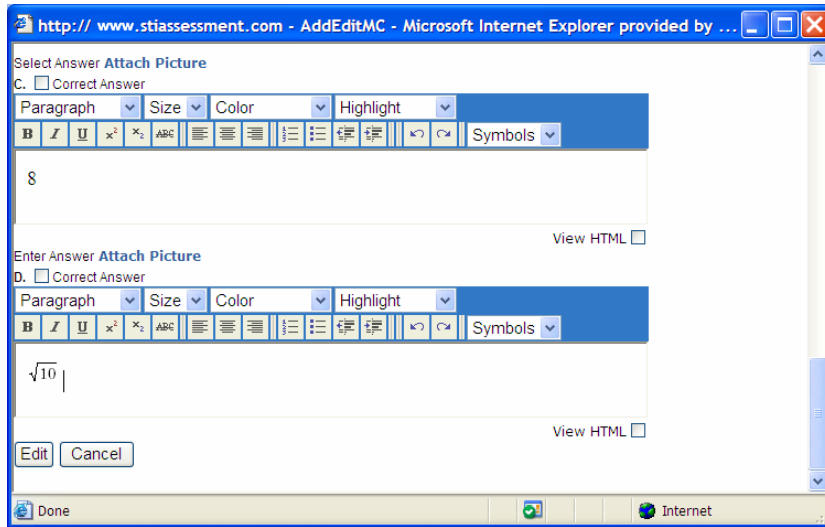 http:// www.stiassessment.com - AddEditMC - Microsoft Internet Explorer provided by ...
Select Answer Attach Picture
C. Correct Answer
Paragraph Size Color Highlight
B I U x² ×₂ ABC Symbols
8
View HTML
Enter Answer Attach Picture
D. Correct Answer
Paragraph Size Color Highlight
B I U x² ×₂ ABC Symbols
√10
View HTML
Edit Cancel
Done Internet